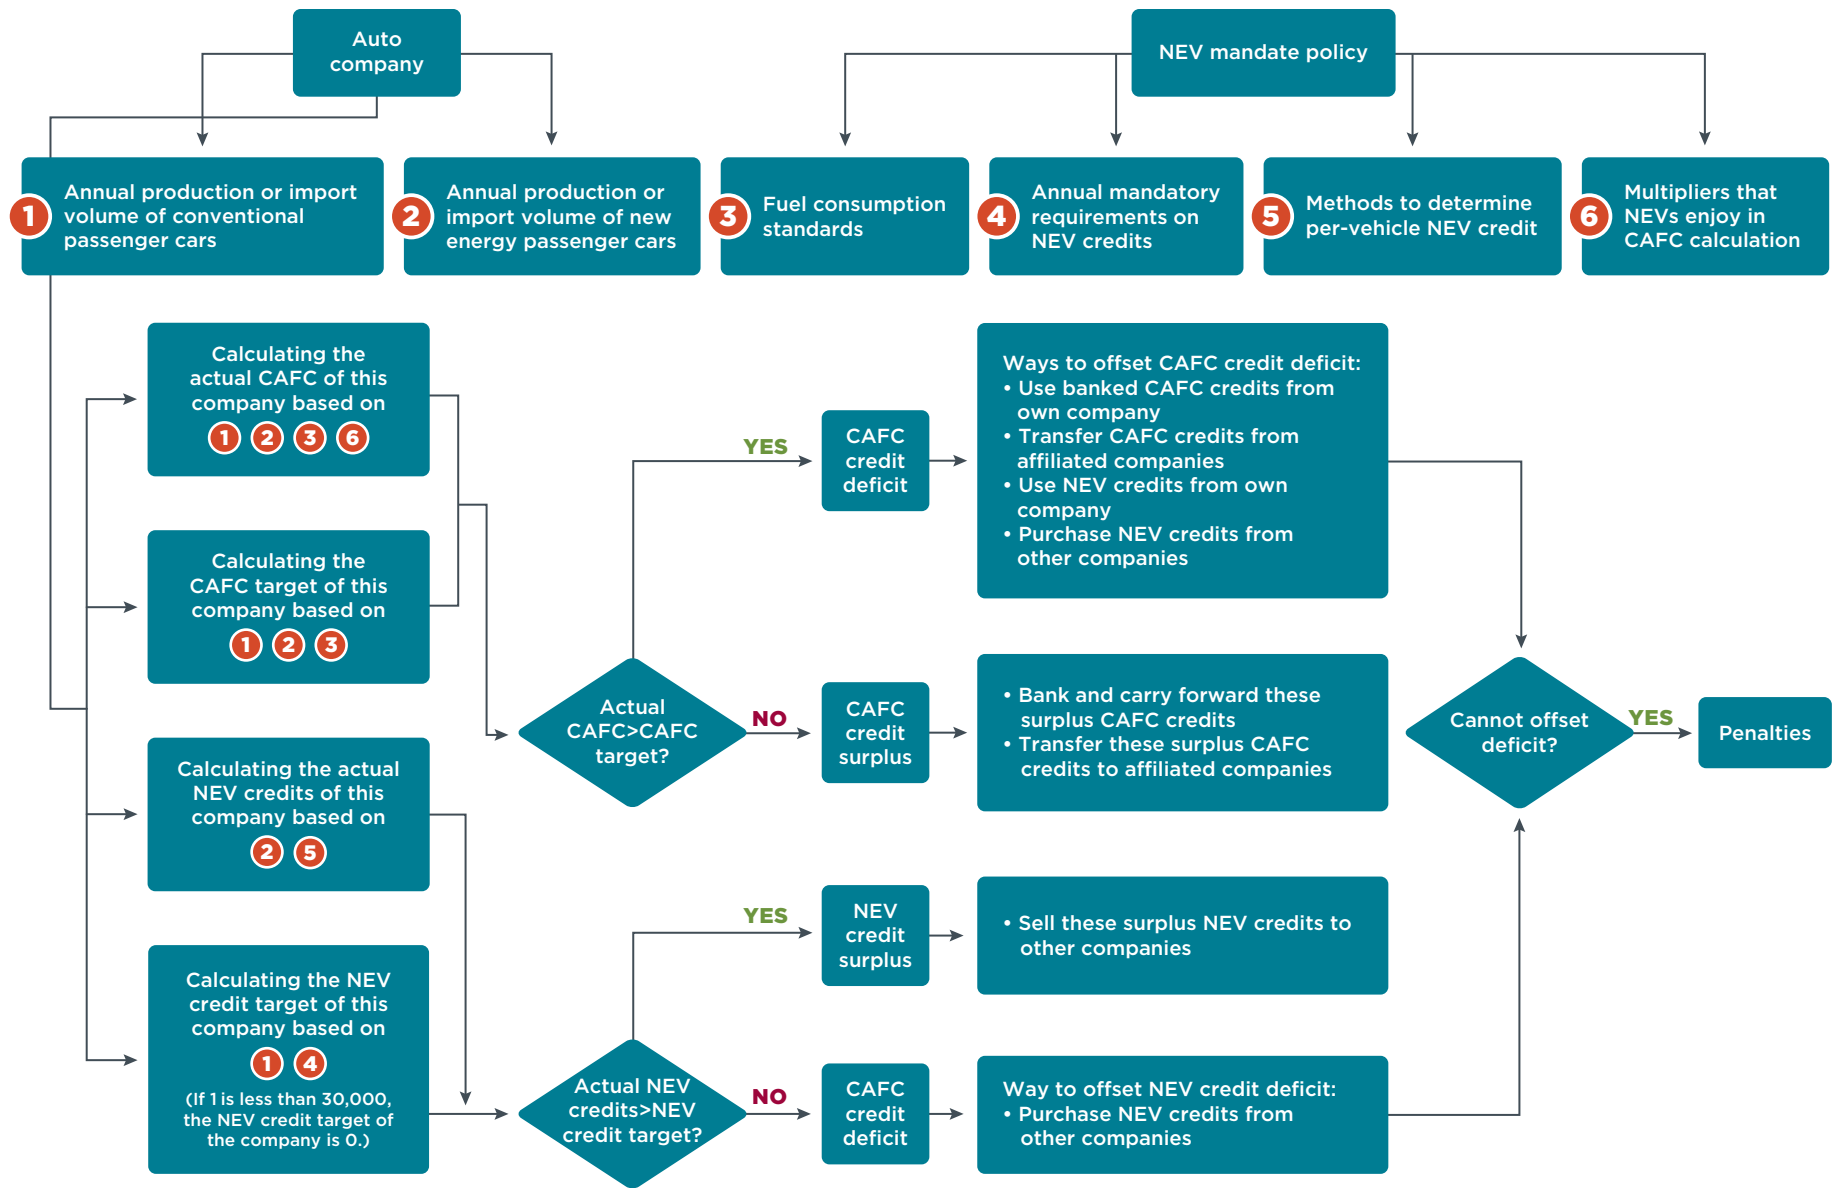 Auto
company
NEV mandate policy
1
Annual production or import
volume of conventional
passenger cars
2
Annual production or
import volume of new
energy passenger cars
3
Fuel consumption
standards
4
Annual mandatory
requirements on
NEV credits
5
Methods to determine
per-vehicle NEV credit
6
Multipliers that
NEVs enjoy in
CAFC calculation
Calculating the
actual CAFC of this
company based on
1 2 3 6
Calculating the
CAFC target of this
company based on
1 2 3
Calculating the actual
NEV credits of this
company based on
2 5
Calculating the NEV
credit target of this
company based on
1 4
(If 1 is less than 30,000,
the NEV credit target of
the company is 0.)
Actual
CAFC>CAFC
target?
YES
CAFC
credit
deficit
Ways to offset CAFC credit deficit:
• Use banked CAFC credits from
own company
• Transfer CAFC credits from
affiliated companies
• Use NEV credits from own
company
• Purchase NEV credits from
other companies
NO
CAFC
credit
surplus
• Bank and carry forward these
surplus CAFC credits
• Transfer these surplus CAFC
credits to affiliated companies
Actual NEV
credits>NEV
credit target?
YES
NEV
credit
surplus
• Sell these surplus NEV credits to
other companies
NO
CAFC
credit
deficit
Way to offset NEV credit deficit:
• Purchase NEV credits from
other companies
Cannot offset
deficit?
YES
Penalties